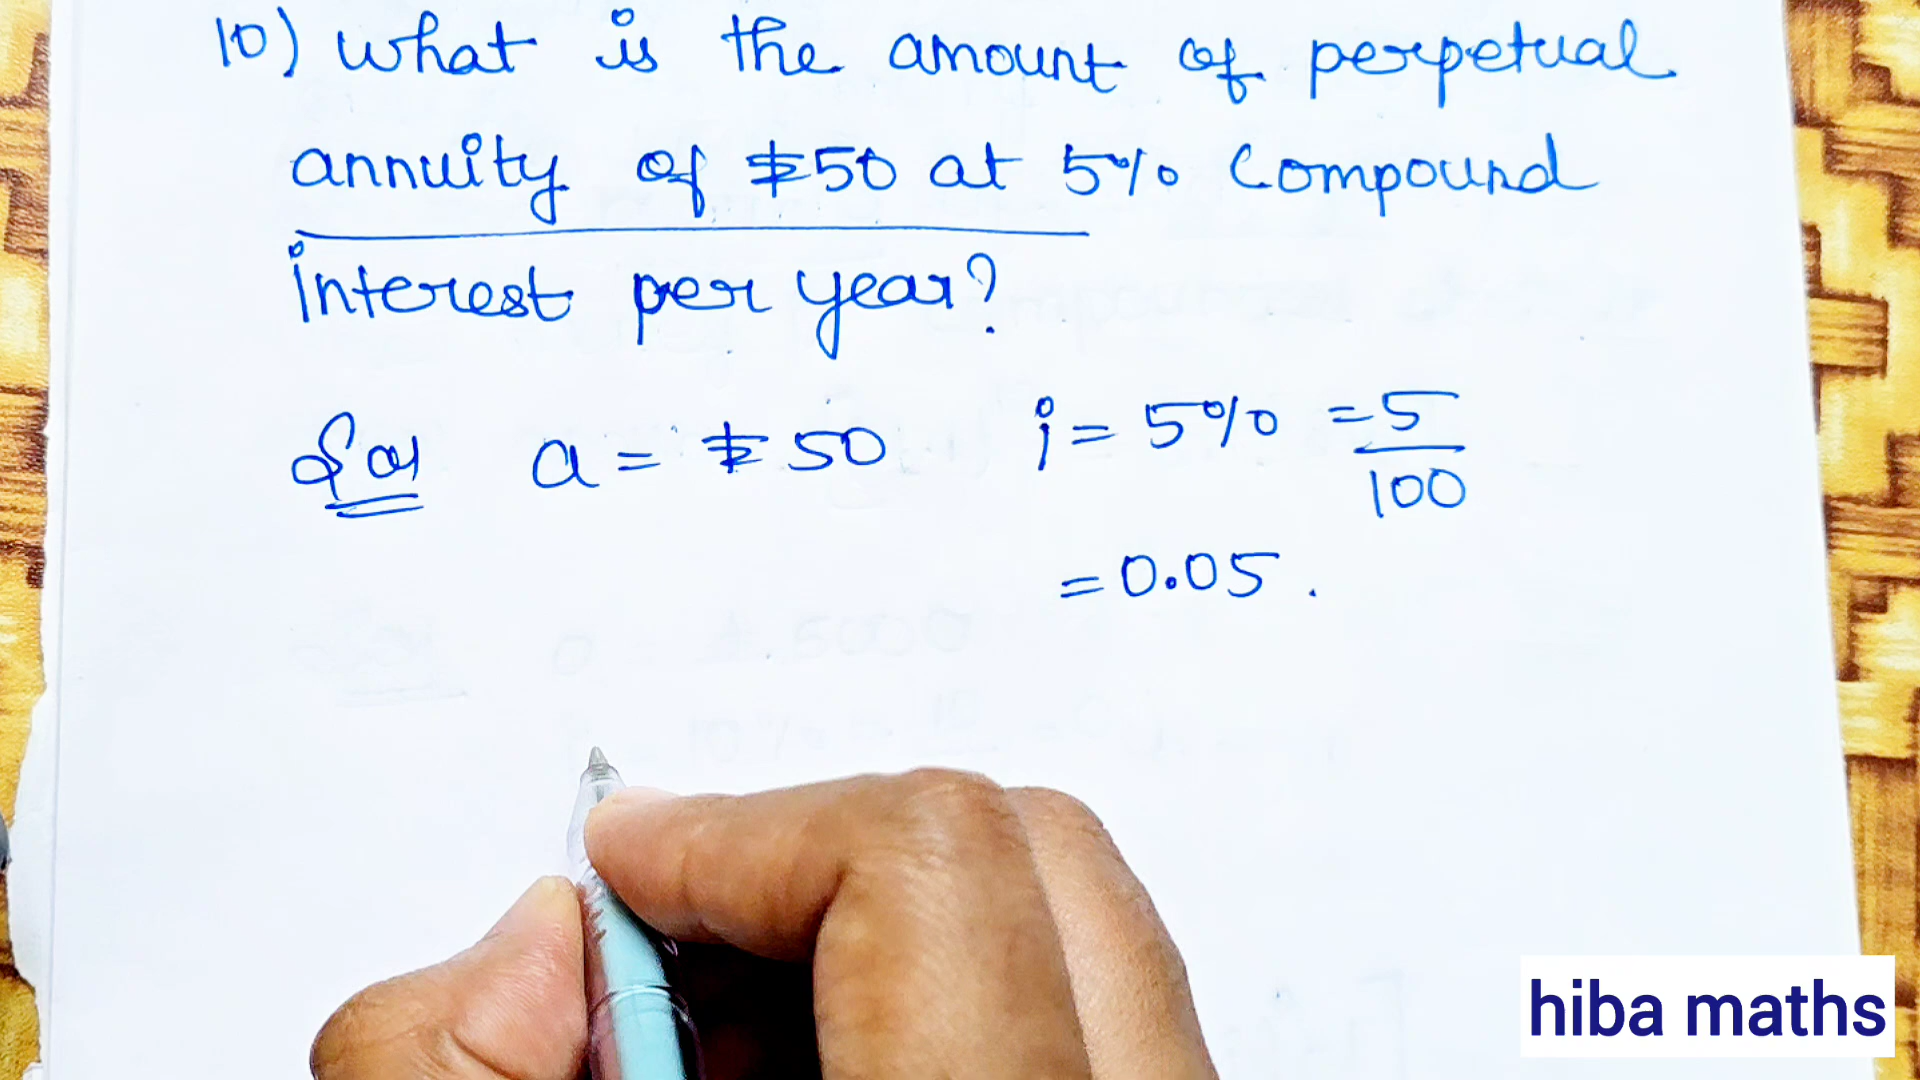 10) What is the amount of perpetual
annuity of ₹50 at 5% Compound
interest per year?
Sol a = ₹50 i = 5% = 5/100
= 0.05.
hiba maths